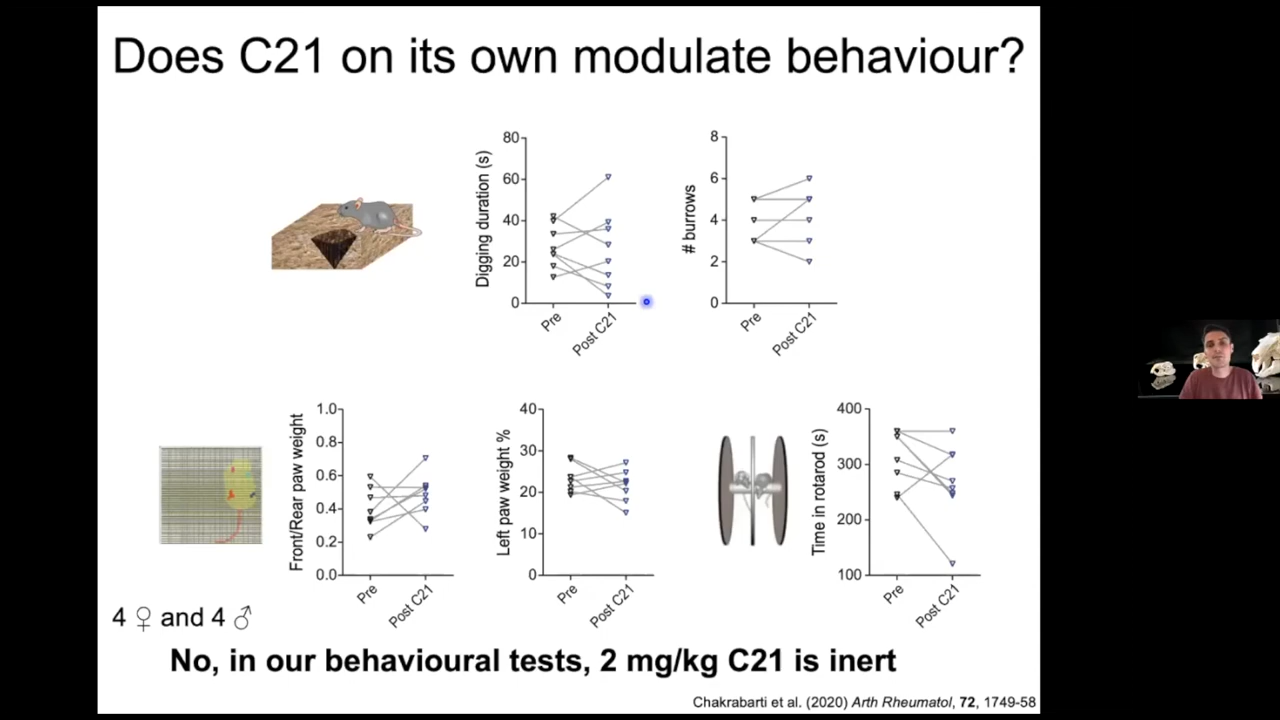 Does C21 on its own modulate behaviour?
Digging duration (s)
80
60
40
20
0
Pre
Post C21
# burrows
8
6
4
2
0
Pre
Post C21
Front/Rear paw weight
1.0
0.8
0.6
0.4
0.2
0.0
Pre
Post C21
Left paw weight %
40
30
20
10
0
Pre
Post C21
Time in rotarod (s)
400
300
200
100
Pre
Post C21
4 ♀ and 4 ♂
No, in our behavioural tests, 2 mg/kg C21 is inert
Chakrabarti et al. (2020) Arth Rheumatol, 72, 1749-58